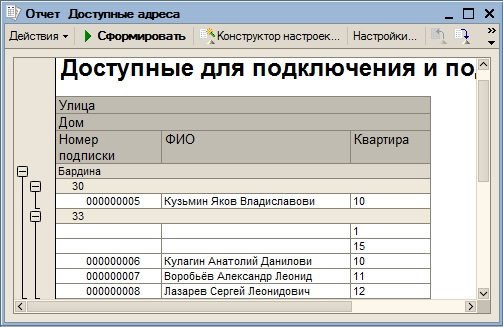 Отчет Доступные адреса
Действия Сформировать Конструктор настроек... Настройки... »
Доступные для подключения и по
Улица
Дом
Номер подписки ФИО Квартира
Бардина
30
000000005 Кузьмин Яков Владиславови 10
33
1
15
000000006 Кулагин Анатолий Данилови 10
000000007 Воробьёв Александр Леонид 11
000000008 Лазарев Сергей Леонидович 12